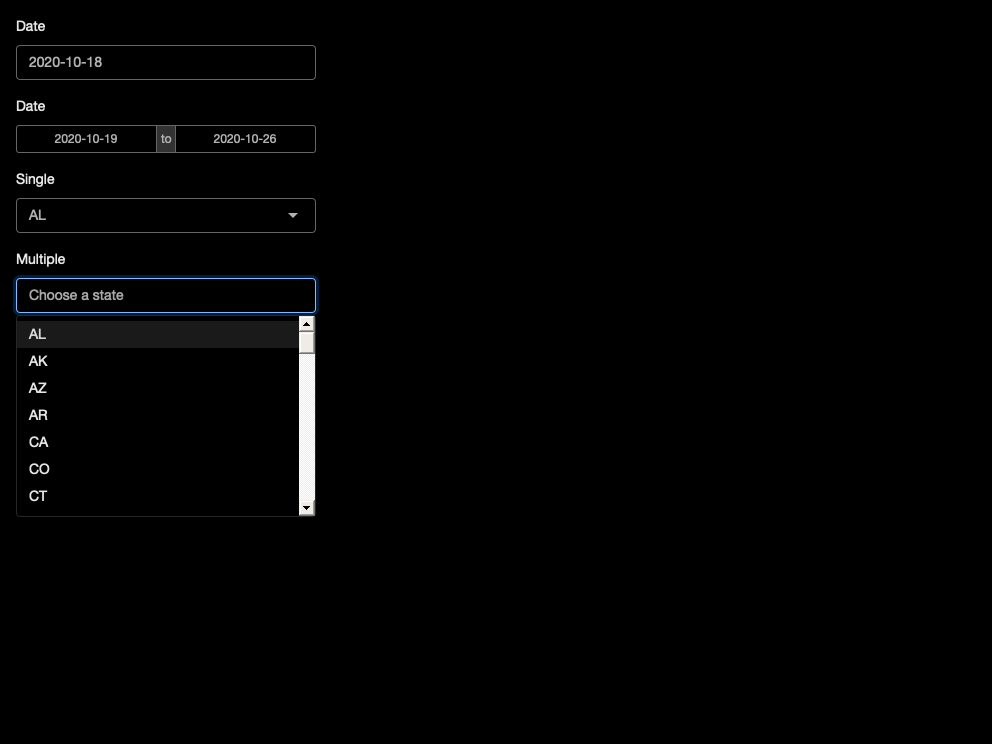 Date
2020-10-18
Date
2020-10-19 to 2020-10-26
Single
AL
Multiple
Choose a state
AL
AK
AZ
AR
CA
CO
CT